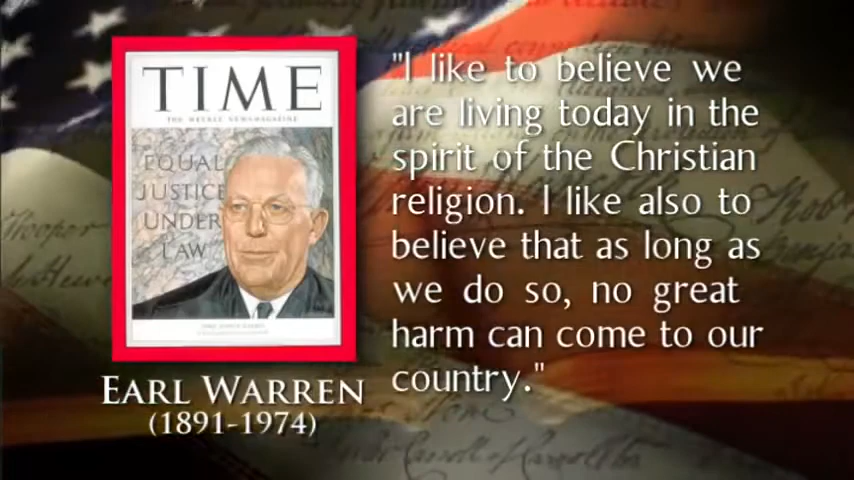 TIME
THE WEEKLY NEWSMAGAZINE
EQUAL
JUSTICE
UNDER
LAW
EARL WARREN
(1891-1974)
"I like to believe we
are living today in the
spirit of the Christian
religion. I like also to
believe that as long as
we do so, no great
harm can come to our
country."